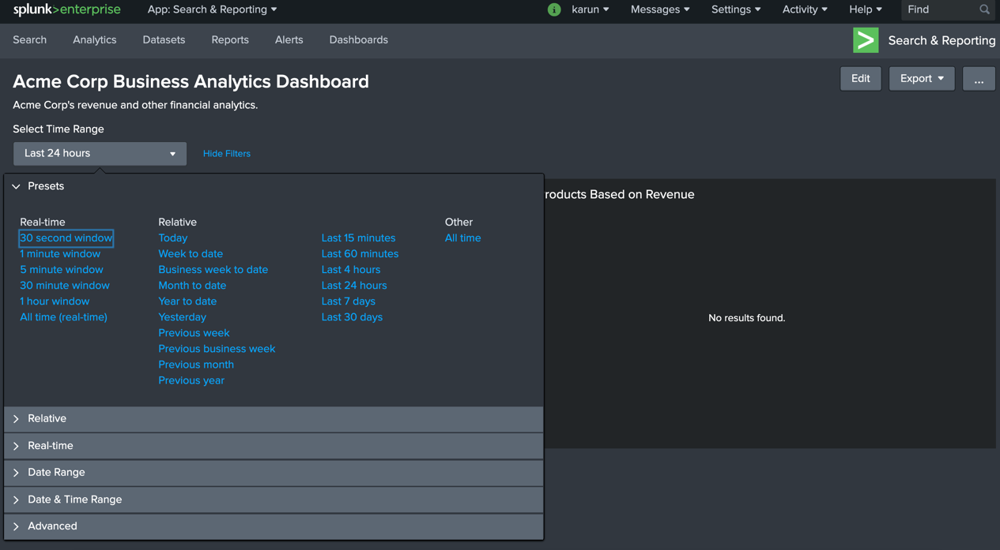 splunk>enterprise App: Search & Reporting i karun Messages Settings Activity Help Find
Search Analytics Datasets Reports Alerts Dashboards Search & Reporting
Acme Corp Business Analytics Dashboard
Edit Export ...
Acme Corp's revenue and other financial analytics.
Select Time Range
Last 24 hours Hide Filters
Presets
roducts Based on Revenue
Real-time Relative Other
30 second window Today Last 15 minutes All time
1 minute window Week to date Last 60 minutes
5 minute window Business week to date Last 4 hours
30 minute window Month to date Last 24 hours
1 hour window Year to date Last 7 days
All time (real-time) Yesterday Last 30 days
No results found.
Previous week
Previous business week
Previous month
Previous year
Relative
Real-time
Date Range
Date & Time Range
Advanced